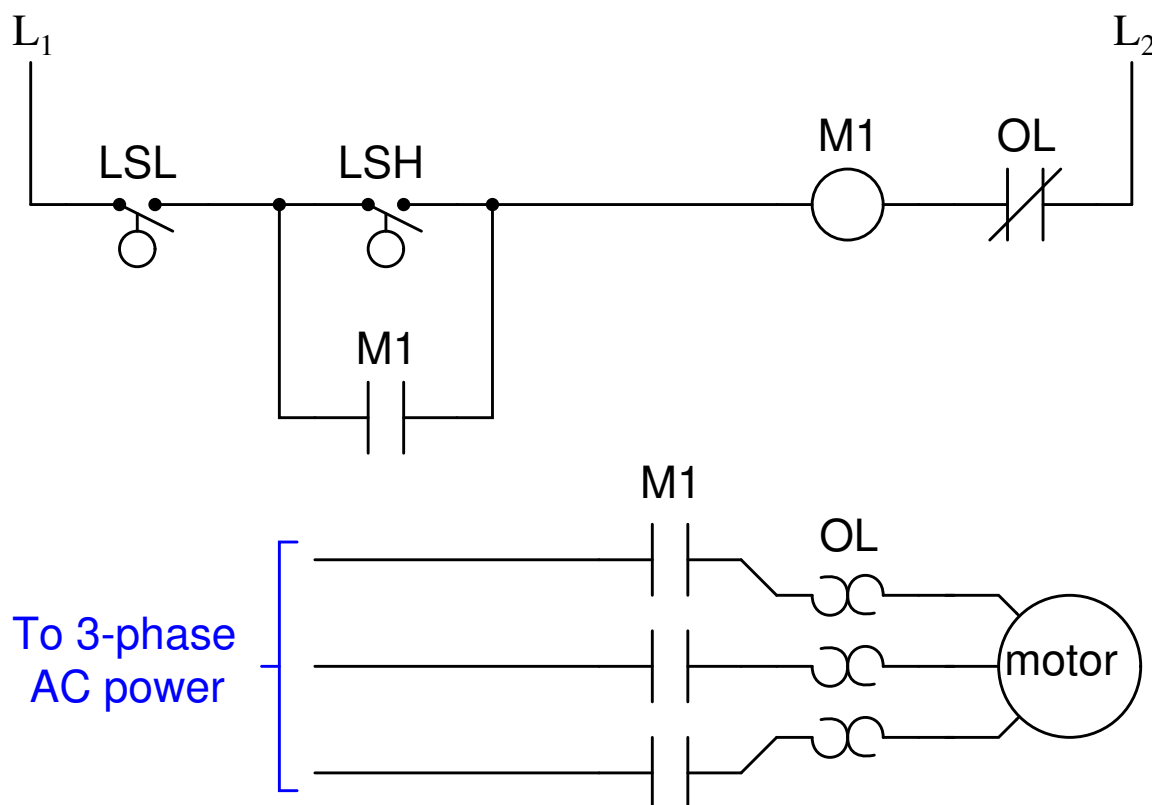 L₁
L₂
LSL
LSH
M1
OL
M1
M1
OL
To 3-phase
AC power
motor